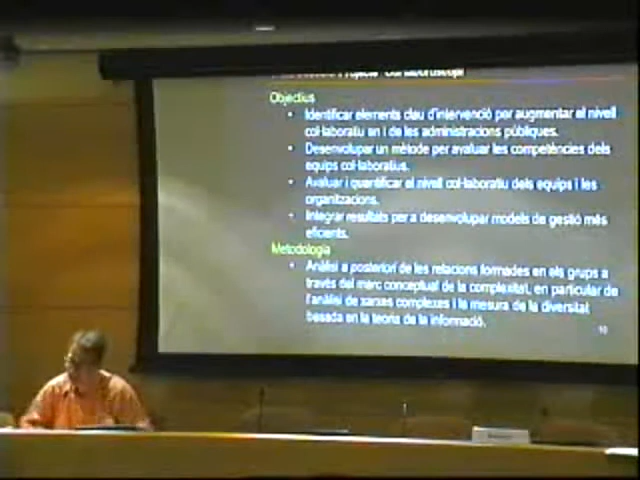 Objectius
• Identificar elements clau d'intervenció per augmentar el nivell
col·laboratiu en i de les administracions públiques.
• Desenvolupar un mètode per avaluar les competències dels
equips col·laboratius.
• Avaluar i quantificar el nivell col·laboratiu dels equips i les
organitzacions.
• Integrar resultats per a desenvolupar models de gestió més
eficients.
Metodologia
• Anàlisi a posteriori de les relacions formades en els grups a
través del marc conceptual de la complexitat, en particular de
l'anàlisi de xarxes complexes i la mesura de la diversitat
basada en la teoria de la informació.
10